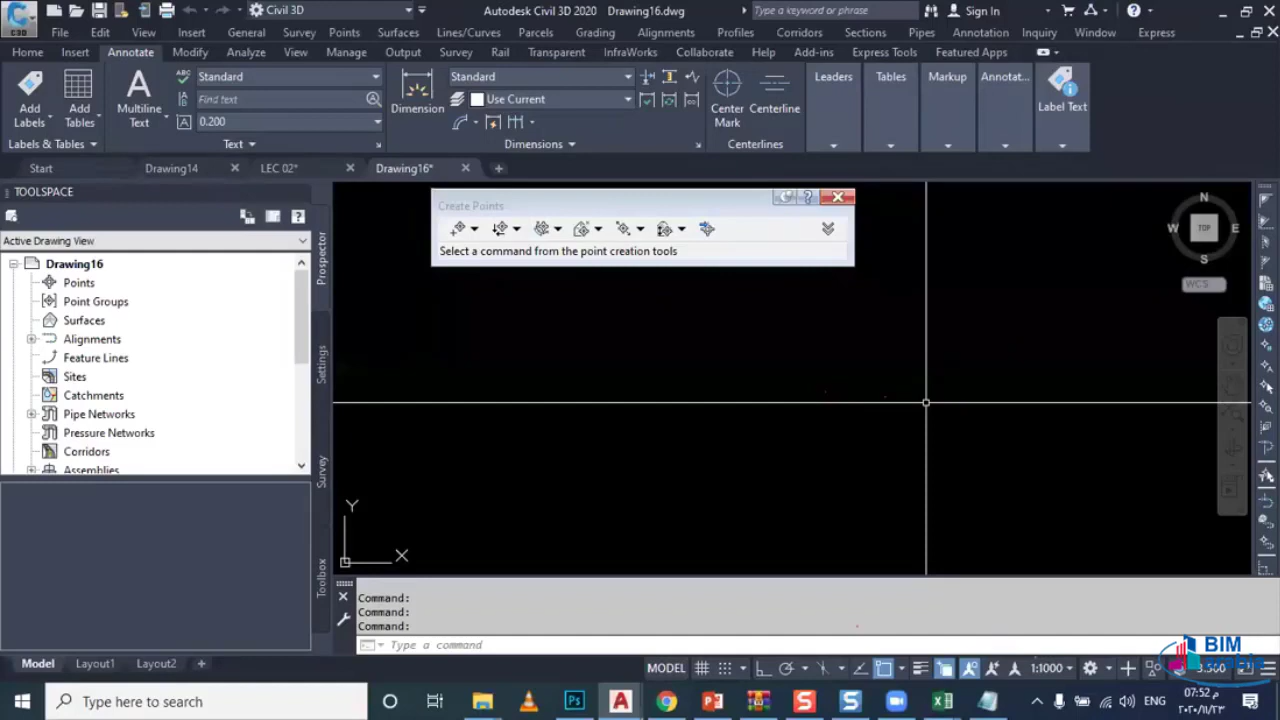 C3D Civil 3D Autodesk Civil 3D 2020 Drawing16.dwg Type a keyword or phrase Sign In
File Edit View Insert General Survey Points Surfaces Lines/Curves Parcels Grading Alignments Profiles Corridors Sections Pipes Annotation Inquiry Window Express
Home Insert Annotate Modify Analyze View Manage Output Survey Rail Transparent InfraWorks Collaborate Help Add-ins Express Tools Featured Apps
Add Labels
Add Tables
Labels & Tables
Multiline Text
Standard
Find text
0.200
Text
Dimension
Standard
Use Current
Dimensions
Center Mark
Centerline
Centerlines
Leaders
Tables
Markup
Annotat...
Label Text
Start Drawing14 LEC 02* Drawing16*
TOOLSPACE
Active Drawing View
Drawing16
Points
Point Groups
Surfaces
Alignments
Feature Lines
Sites
Catchments
Pipe Networks
Pressure Networks
Corridors
Assemblies
Prospector
Settings
Survey
Toolbox
Create Points
Select a command from the point creation tools
N
W TOP E
S
WCS
Y
X
Command:
Command:
Command:
Type a command
BIM
Model Layout1 Layout2 MODEL 1:1000 3.500
Type here to search
ENG
07:52 م
٢٠٢٠/١١/٢٣